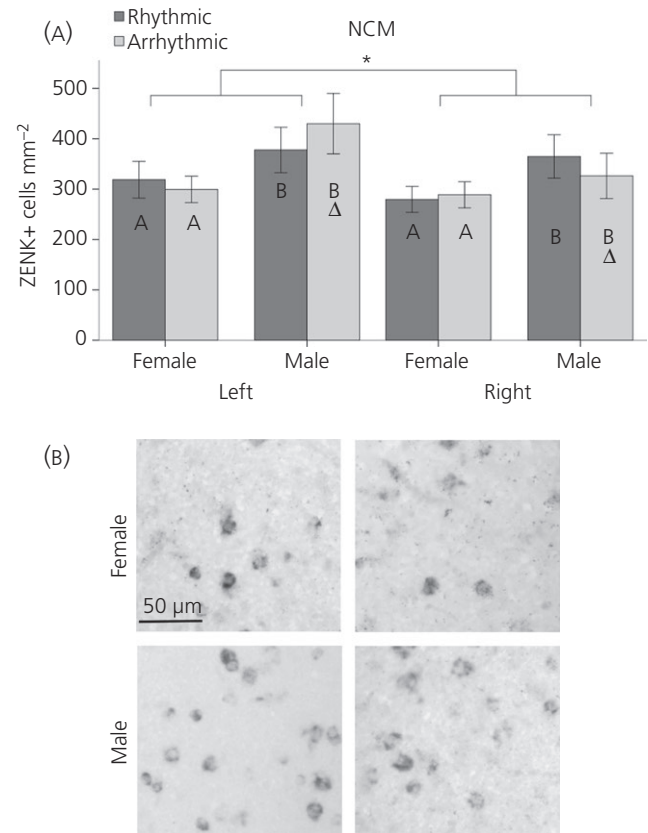 (A)
Rhythmic
Arrhythmic
NCM
*
ZENK+ cells mm⁻²
500
400
300
200
100
0
A A B B A A B B
Δ Δ
Female Male Female Male
Left Right
(B)
Female
50 µm
Male